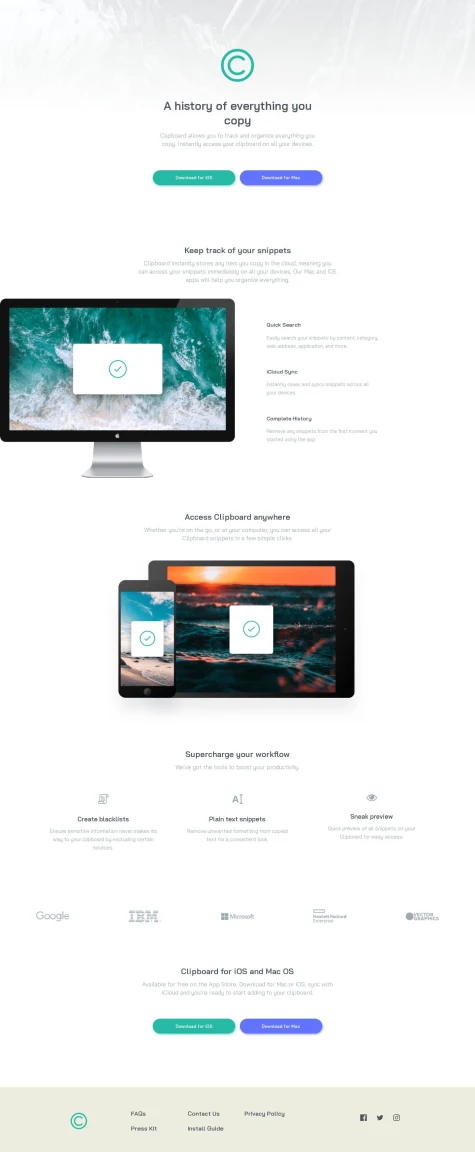 A history of everything you
copy
Clipboard allows you to track and organize everything you
copy. Instantly access your clipboard on all your devices.
Download for iOS
Download for Mac
Keep track of your snippets
Clipboard instantly stores any item you copy in the cloud, meaning you
can access your snippets immediately on all your devices. Our Mac and iOS
apps will help you organize everything.
Quick Search
Easily search your snippets by content, category,
web address, application, and more.
iCloud Sync
Instantly saves and syncs snippets across all
your devices.
Complete History
Retrieve any snippets from the first moment you
started using the app.
Access Clipboard anywhere
Whether you're on the go, or at your computer, you can access all your
Clipboard snippets in a few simple clicks.
Supercharge your workflow
We've got the tools to boost your productivity.
Create blacklists
Ensure sensitive information never makes its
way to your clipboard by excluding certain
sources.
Plain text snippets
Remove unwanted formatting from copied
text for a consistent look.
Sneak preview
Quick preview of all snippets on your
Clipboard for easy access.
Google
IBM
Microsoft
Hewlett Packard
Enterprise
VECTOR
GRAPHICS
Clipboard for iOS and Mac OS
Available for free on the App Store. Download for Mac or iOS, sync with
iCloud and you're ready to start adding to your clipboard.
Download for iOS
Download for Mac
FAQs
Contact Us
Privacy Policy
Press Kit
Install Guide